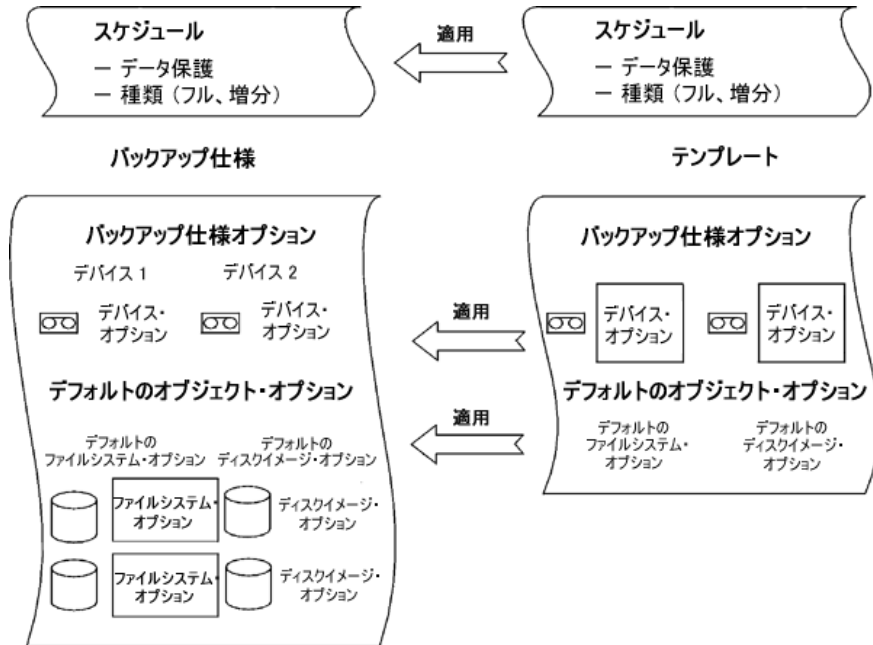 スケジュール
― データ保護
― 種類（フル、増分）
適用
スケジュール
― データ保護
― 種類（フル、増分）
バックアップ仕様
テンプレート
バックアップ仕様オプション
デバイス 1
デバイス 2
デバイス・
オプション
デバイス・
オプション
適用
バックアップ仕様オプション
デバイス・
オプション
デバイス・
オプション
デフォルトのオブジェクト・オプション
適用
デフォルトのオブジェクト・オプション
デフォルトの
ファイルシステム・オプション
デフォルトの
ディスクイメージ・オプション
デフォルトの
ファイルシステム・
オプション
デフォルトの
ディスクイメージ・
オプション
ファイルシステム・
オプション
ディスクイメージ・
オプション
ファイルシステム・
オプション
ディスクイメージ・
オプション